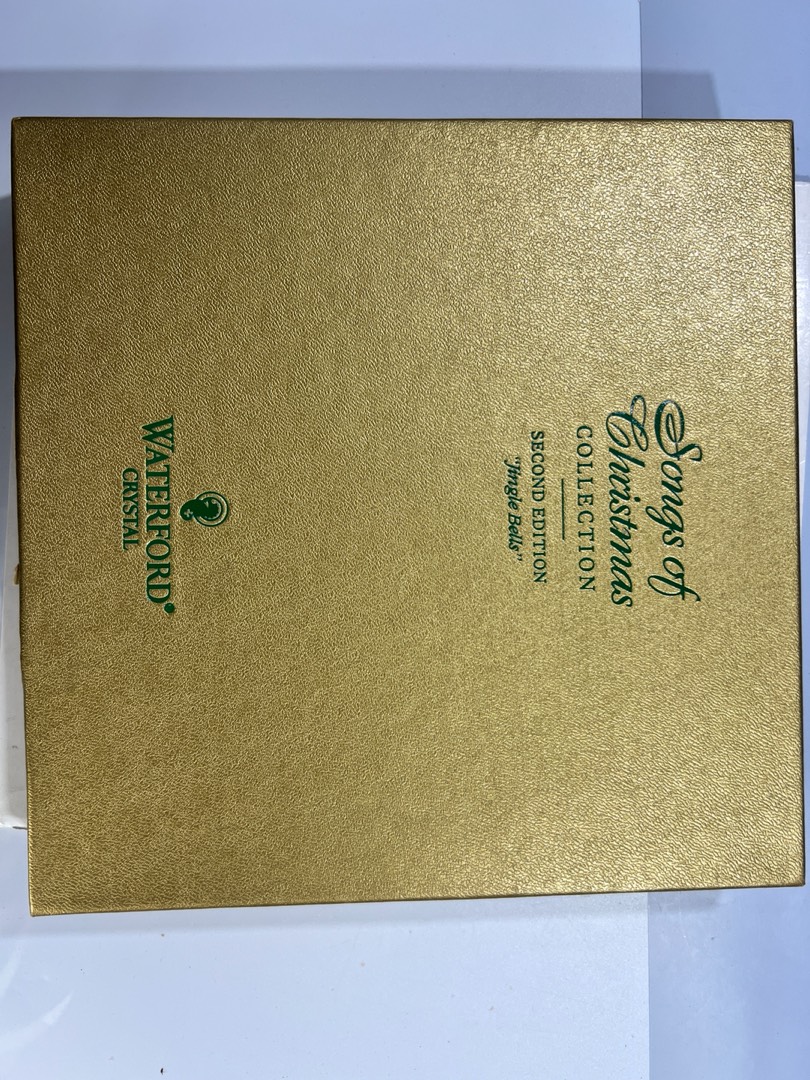 Songs of
Christmas
COLLECTION
SECOND EDITION
"Jingle Bells"
WATERFORD
CRYSTAL